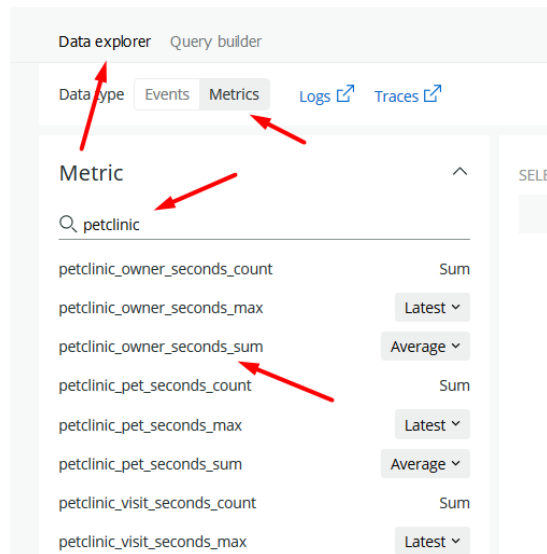 Data explorer Query builder
Data type Events Metrics Logs Traces
Metric
SELE
petclinic
petclinic_owner_seconds_count Sum
petclinic_owner_seconds_max Latest
petclinic_owner_seconds_sum Average
petclinic_pet_seconds_count Sum
petclinic_pet_seconds_max Latest
petclinic_pet_seconds_sum Average
petclinic_visit_seconds_count Sum
petclinic_visit_seconds_max Latest